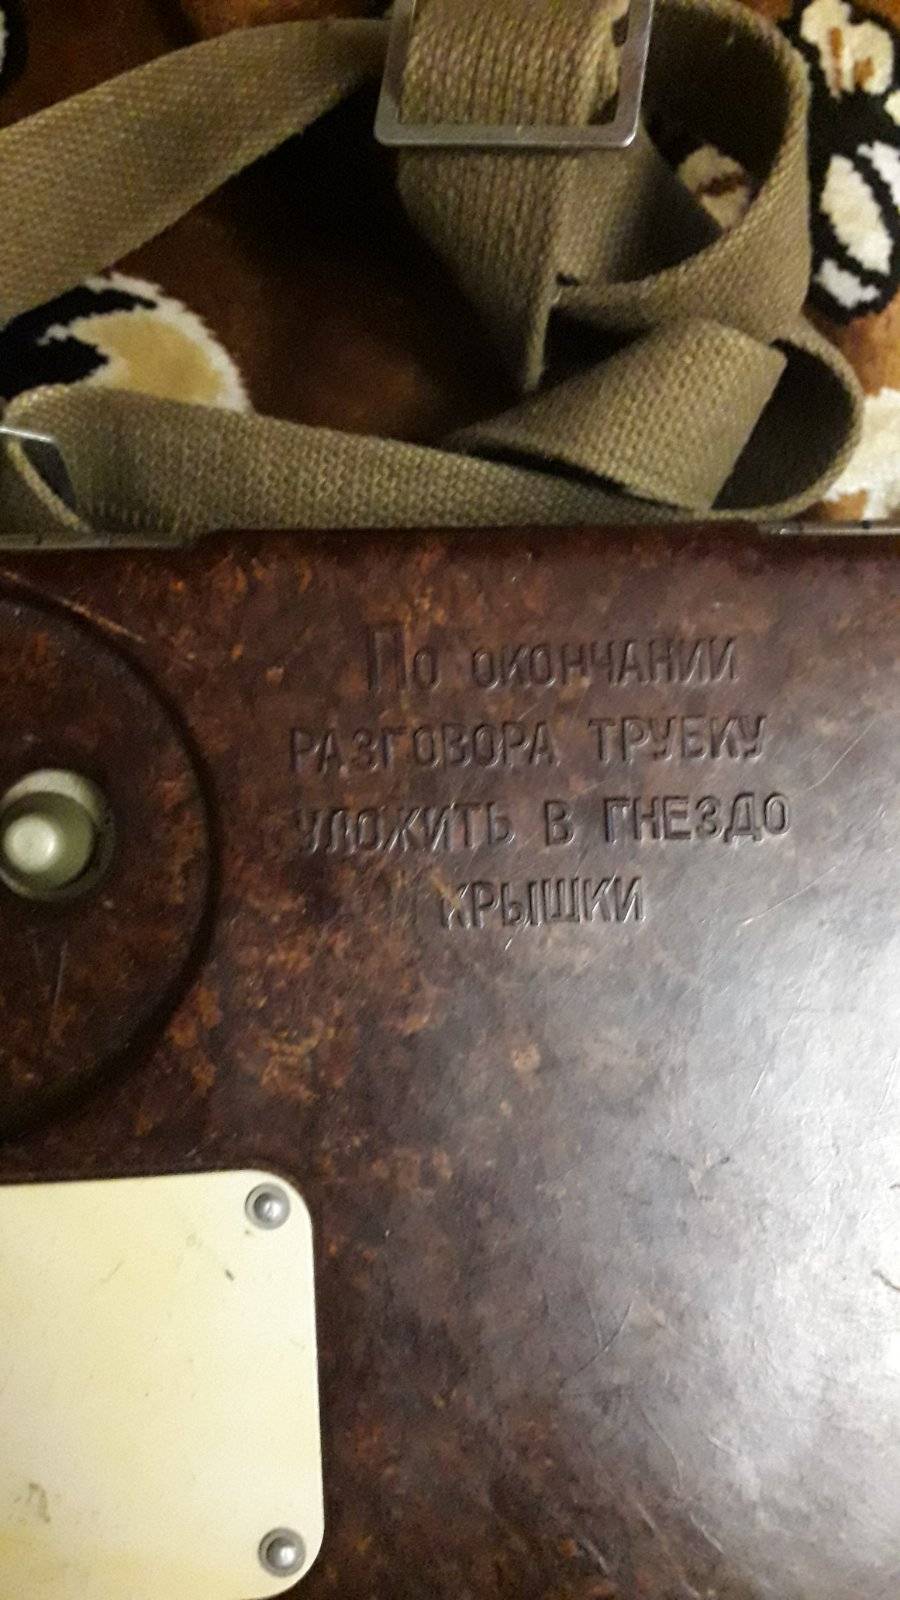 По ОКОНЧАНИИ
РАЗГОВОРА ТРУБКУ
УЛОЖИТЬ В ГНЕЗДО
КРЫШКИ